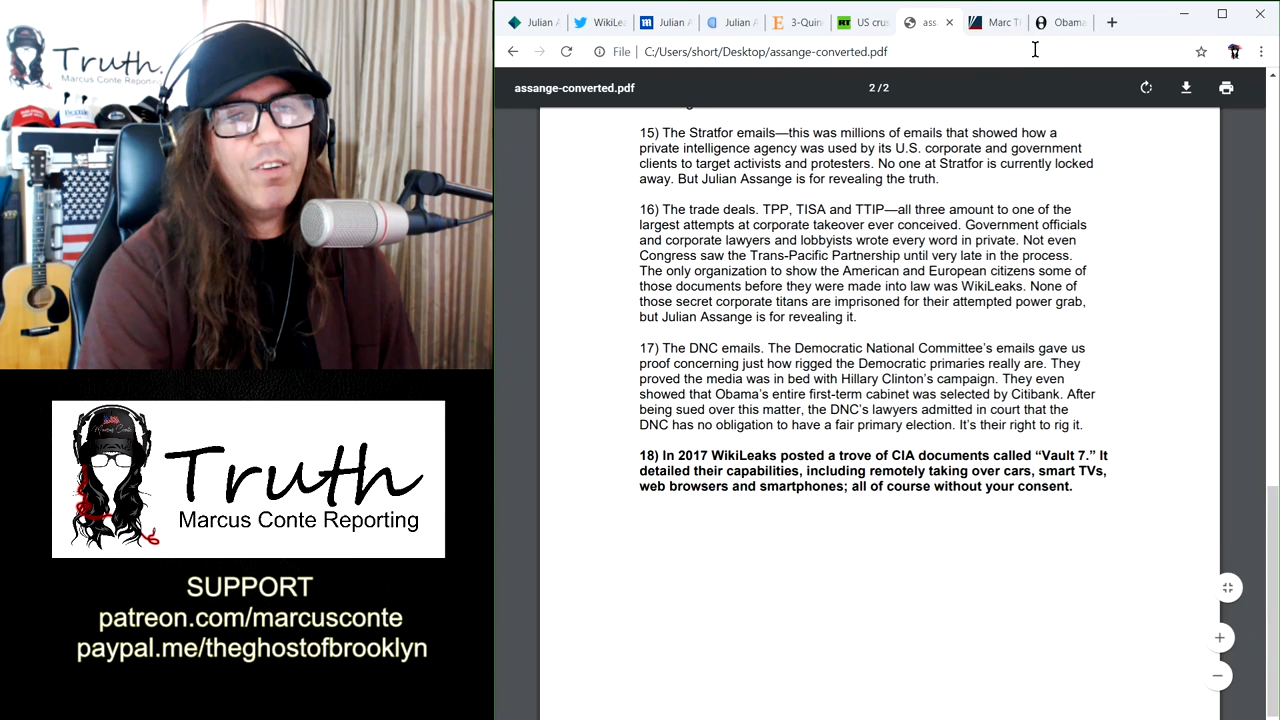 Truth.
Marcus Conte Reporting
Julian A
WikiLea
Julian A
Julian A
3-Quin
US crus
ass
Marc T
Obama
File
C:/Users/short/Desktop/assange-converted.pdf
assange-converted.pdf
2/2
15) The Stratfor emails—this was millions of emails that showed how a
private intelligence agency was used by its U.S. corporate and government
clients to target activists and protesters. No one at Stratfor is currently locked
away. But Julian Assange is for revealing the truth.
16) The trade deals. TPP, TISA and TTIP—all three amount to one of the
largest attempts at corporate takeover ever conceived. Government officials
and corporate lawyers and lobbyists wrote every word in private. Not even
Congress saw the Trans-Pacific Partnership until very late in the process.
The only organization to show the American and European citizens some of
those documents before they were made into law was WikiLeaks. None of
those secret corporate titans are imprisoned for their attempted power grab,
but Julian Assange is for revealing it.
17) The DNC emails. The Democratic National Committee's emails gave us
proof concerning just how rigged the Democratic primaries really are. They
proved the media was in bed with Hillary Clinton's campaign. They even
showed that Obama's entire first-term cabinet was selected by Citibank. After
being sued over this matter, the DNC's lawyers admitted in court that the
DNC has no obligation to have a fair primary election. It's their right to rig it.
18) In 2017 WikiLeaks posted a trove of CIA documents called “Vault 7.” It
detailed their capabilities, including remotely taking over cars, smart TVs,
web browsers and smartphones; all of course without your consent.
Truth
Marcus Conte Reporting
SUPPORT
patreon.com/marcusconte
paypal.me/theghostofbrooklyn